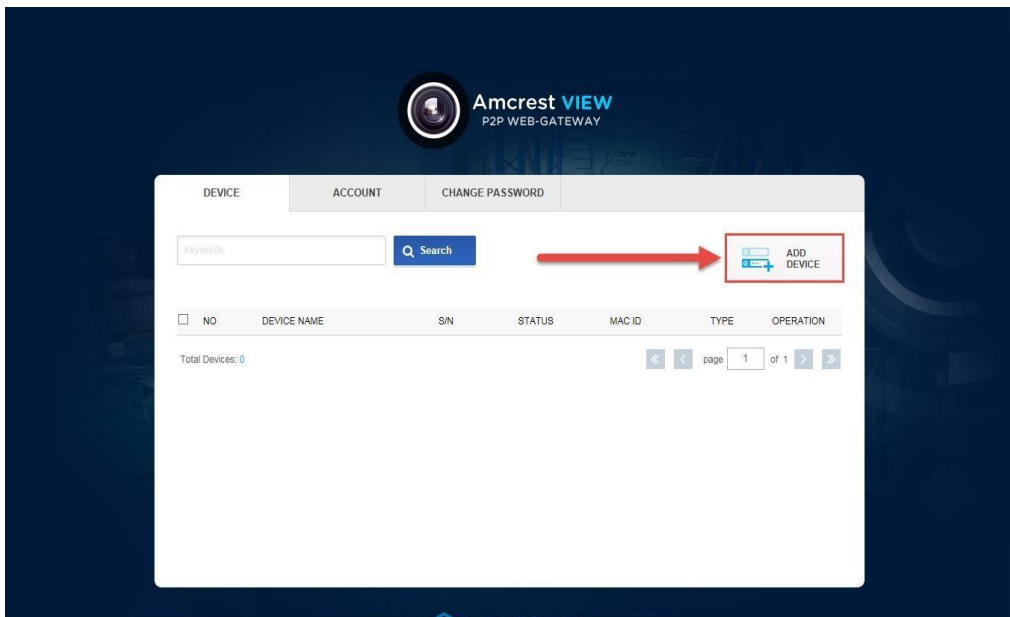 Amcrest VIEW
P2P WEB-GATEWAY
DEVICE ACCOUNT CHANGE PASSWORD
Keywords
Search
ADD
DEVICE
NO DEVICE NAME S/N STATUS MAC ID TYPE OPERATION
Total Devices: 0
page 1 of 1